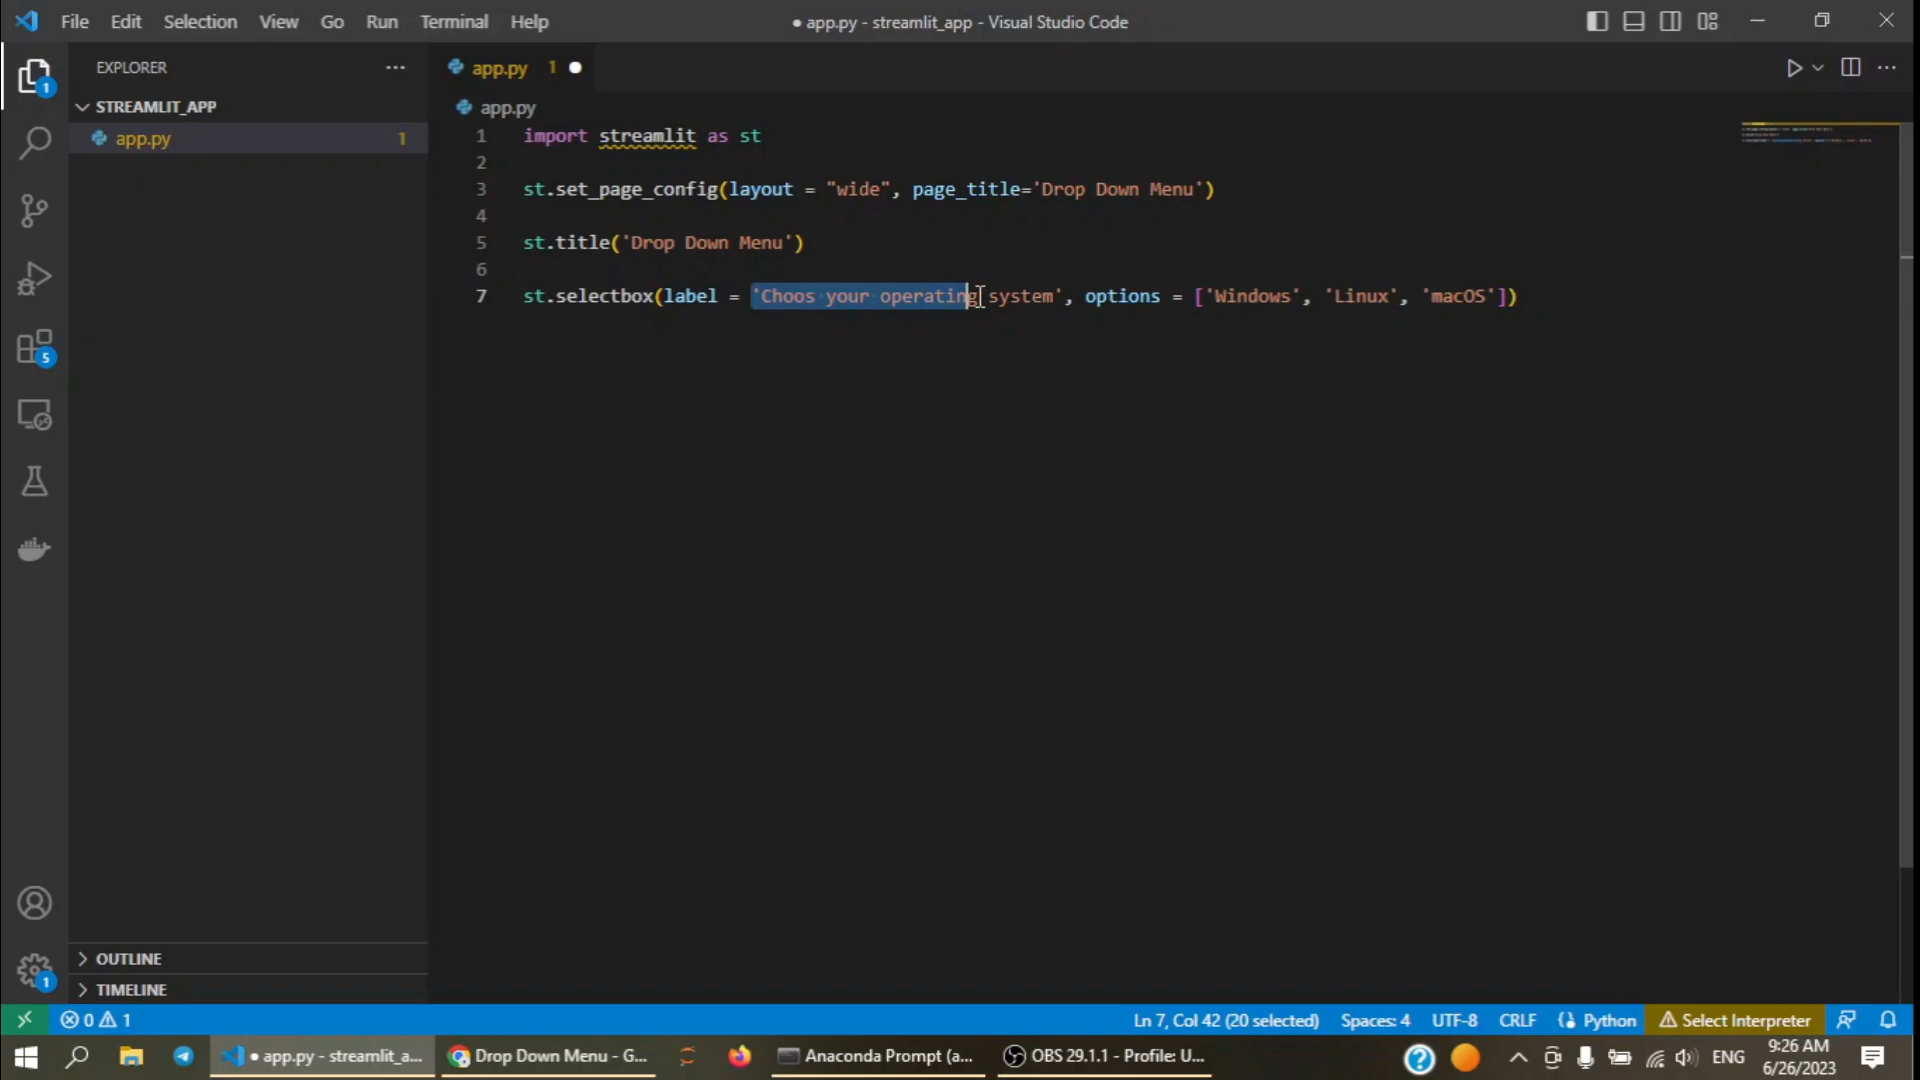 File Edit Selection View Go Run Terminal Help
● app.py - streamlit_app - Visual Studio Code
EXPLORER
STREAMLIT_APP
app.py 1
app.py 1
app.py
1 import streamlit as st
2
3 st.set_page_config(layout = "wide", page_title='Drop Down Menu')
4
5 st.title('Drop Down Menu')
6
7 st.selectbox(label = 'Choos your operating system', options = ['Windows', 'Linux', 'macOS'])
1
5
1
OUTLINE
TIMELINE
0 1
Ln 7, Col 42 (20 selected) Spaces: 4 UTF-8 CRLF Python Select Interpreter
● app.py - streamlit_a...
Drop Down Menu - G...
Anaconda Prompt (a...
OBS 29.1.1 - Profile: U...
ENG
9:26 AM
6/26/2023